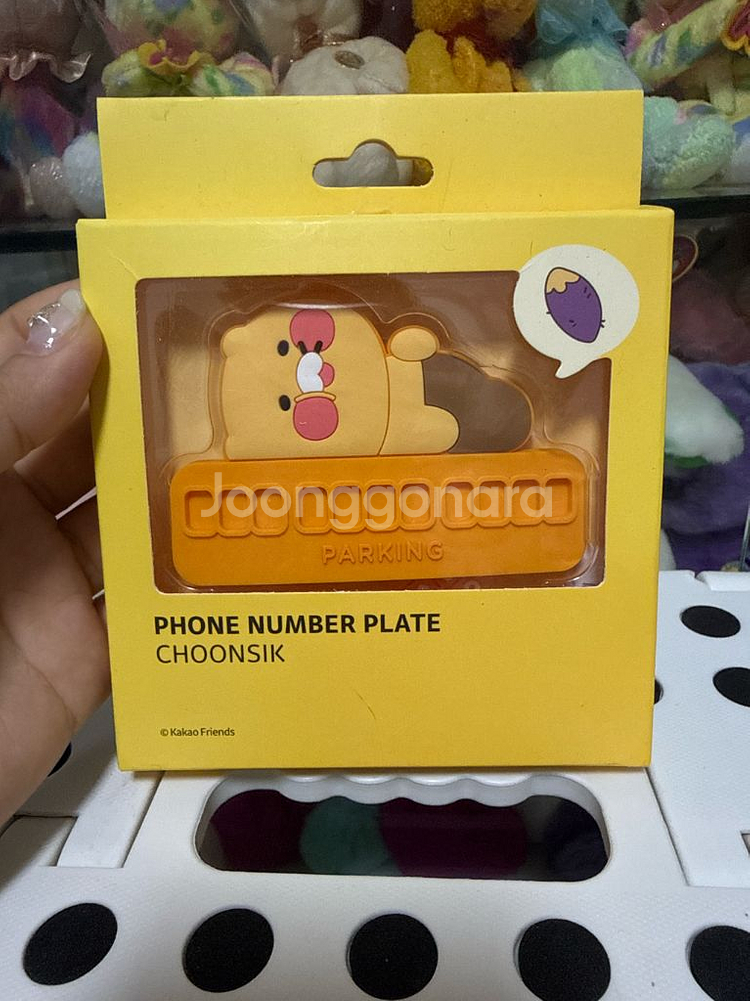 Joonggonara
PARKING
PHONE NUMBER PLATE
CHOONSIK
© Kakao Friends